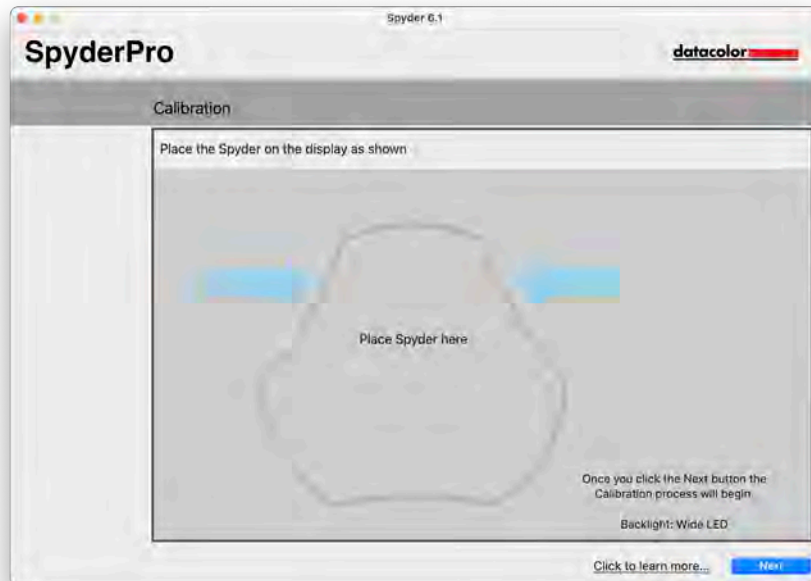 Spyder 6.1
SpyderPro
datacolor
Calibration
Place the Spyder on the display as shown
Place Spyder here
Once you click the Next button the
Calibration process will begin
Backlight: Wide LED
Click to learn more...
Next